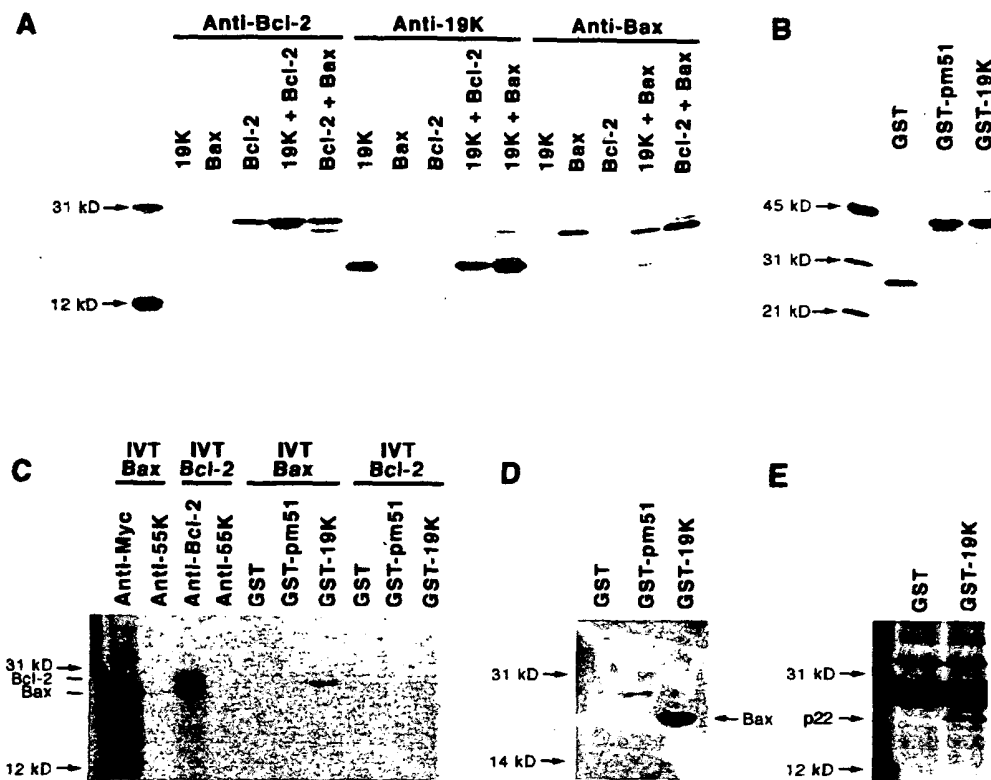 A
Anti-Bcl-2
Anti-19K
Anti-Bax
19K
Bax
Bcl-2
19K + Bcl-2
Bcl-2 + Bax
19K
Bax
Bcl-2
19K + Bcl-2
19K + Bax
19K
Bax
Bcl-2
19K + Bax
Bcl-2 + Bax
31 kD
12 kD
B
GST
GST-pm51
GST-19K
45 kD
31 kD
21 kD
C
IVT Bax
IVT Bcl-2
IVT Bax
IVT Bcl-2
Anti-Myc
Anti-55K
Anti-Bcl-2
Anti-55K
GST
GST-pm51
GST-19K
GST
GST-pm51
GST-19K
31 kD
Bcl-2
Bax
12 kD
D
GST
GST-pm51
GST-19K
31 kD
Bax
14 kD
E
GST
GST-19K
31 kD
p22
12 kD